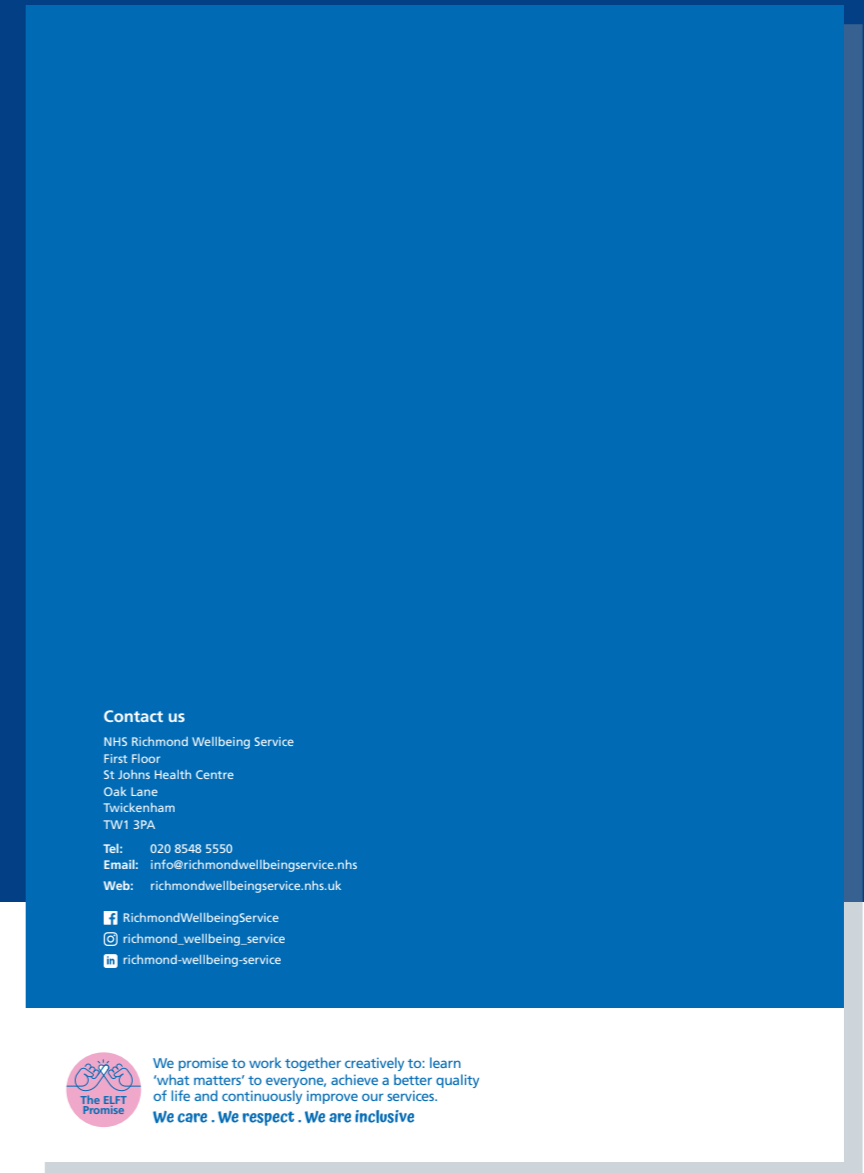 Contact us
NHS Richmond Wellbeing Service
First Floor
St Johns Health Centre
Oak Lane
Twickenham
TW1 3PA
Tel: 020 8548 5550
Email: info@richmondwellbeingservice.nhs
Web: richmondwellbeingservice.nhs.uk
RichmondWellbeingService
richmond_wellbeing_service
in richmond-wellbeing-service
The ELFT
Promise
We promise to work together creatively to: learn
‘what matters’ to everyone, achieve a better quality
of life and continuously improve our services.
We care . We respect . We are inclusive